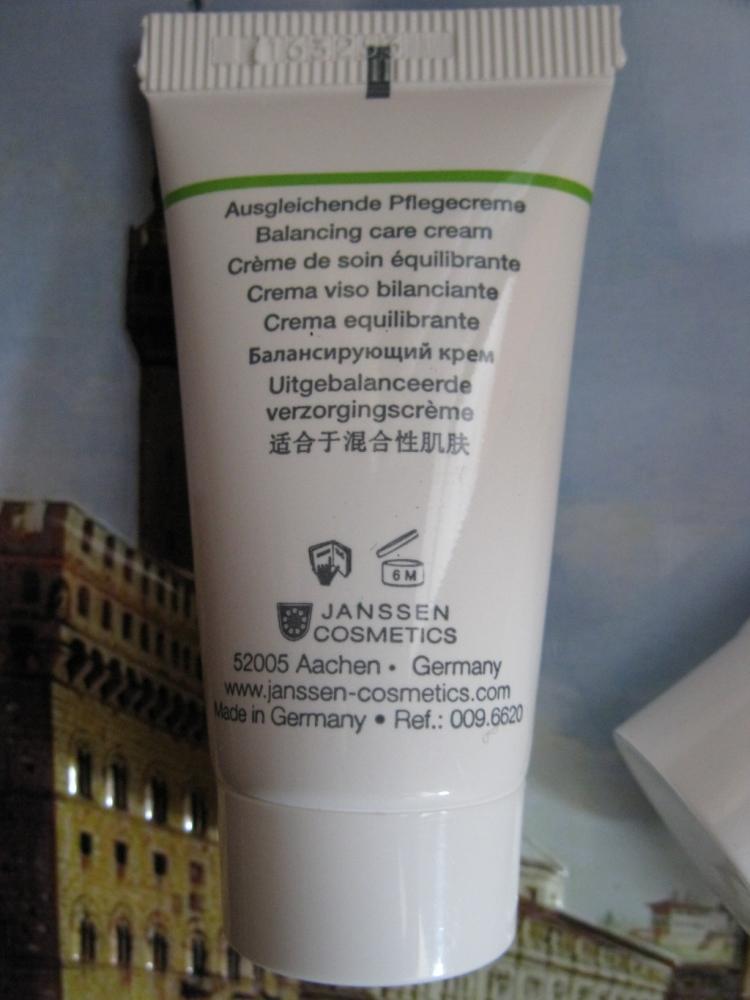 Ausgleichende Pflegecreme
Balancing care cream
Crème de soin équilibrante
Crema viso bilanciante
Crema equilibrante
Балансирующий крем
Uitgebalanceerde
verzorgingscrème
适合于混合性肌肤
6 M
JANSSEN
COSMETICS
52005 Aachen • Germany
www.janssen-cosmetics.com
Made in Germany • Ref.: 009.6620